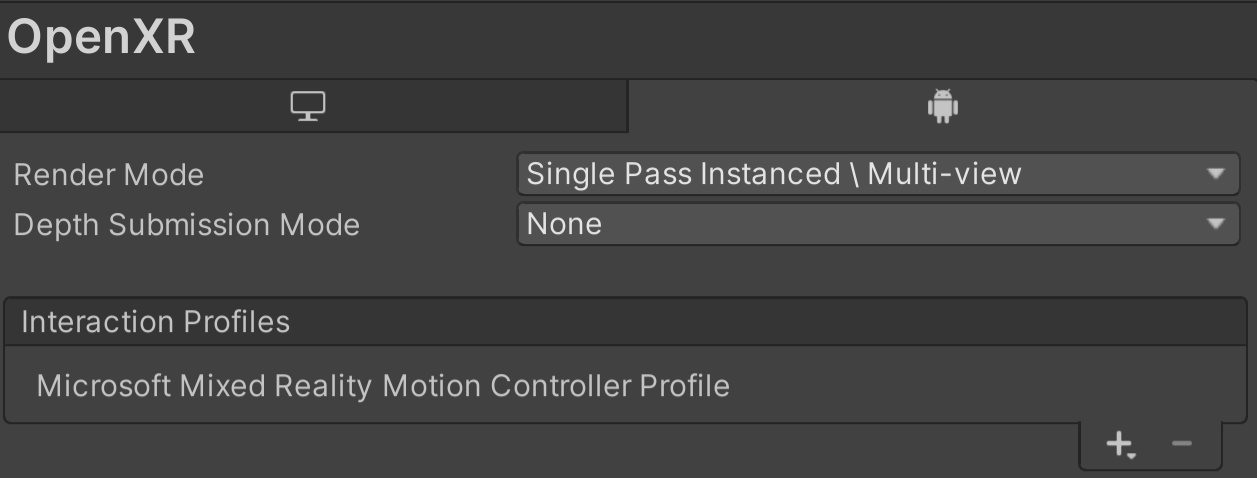 OpenXR
Render Mode
Single Pass Instanced \ Multi-view
Depth Submission Mode
None
Interaction Profiles
Microsoft Mixed Reality Motion Controller Profile